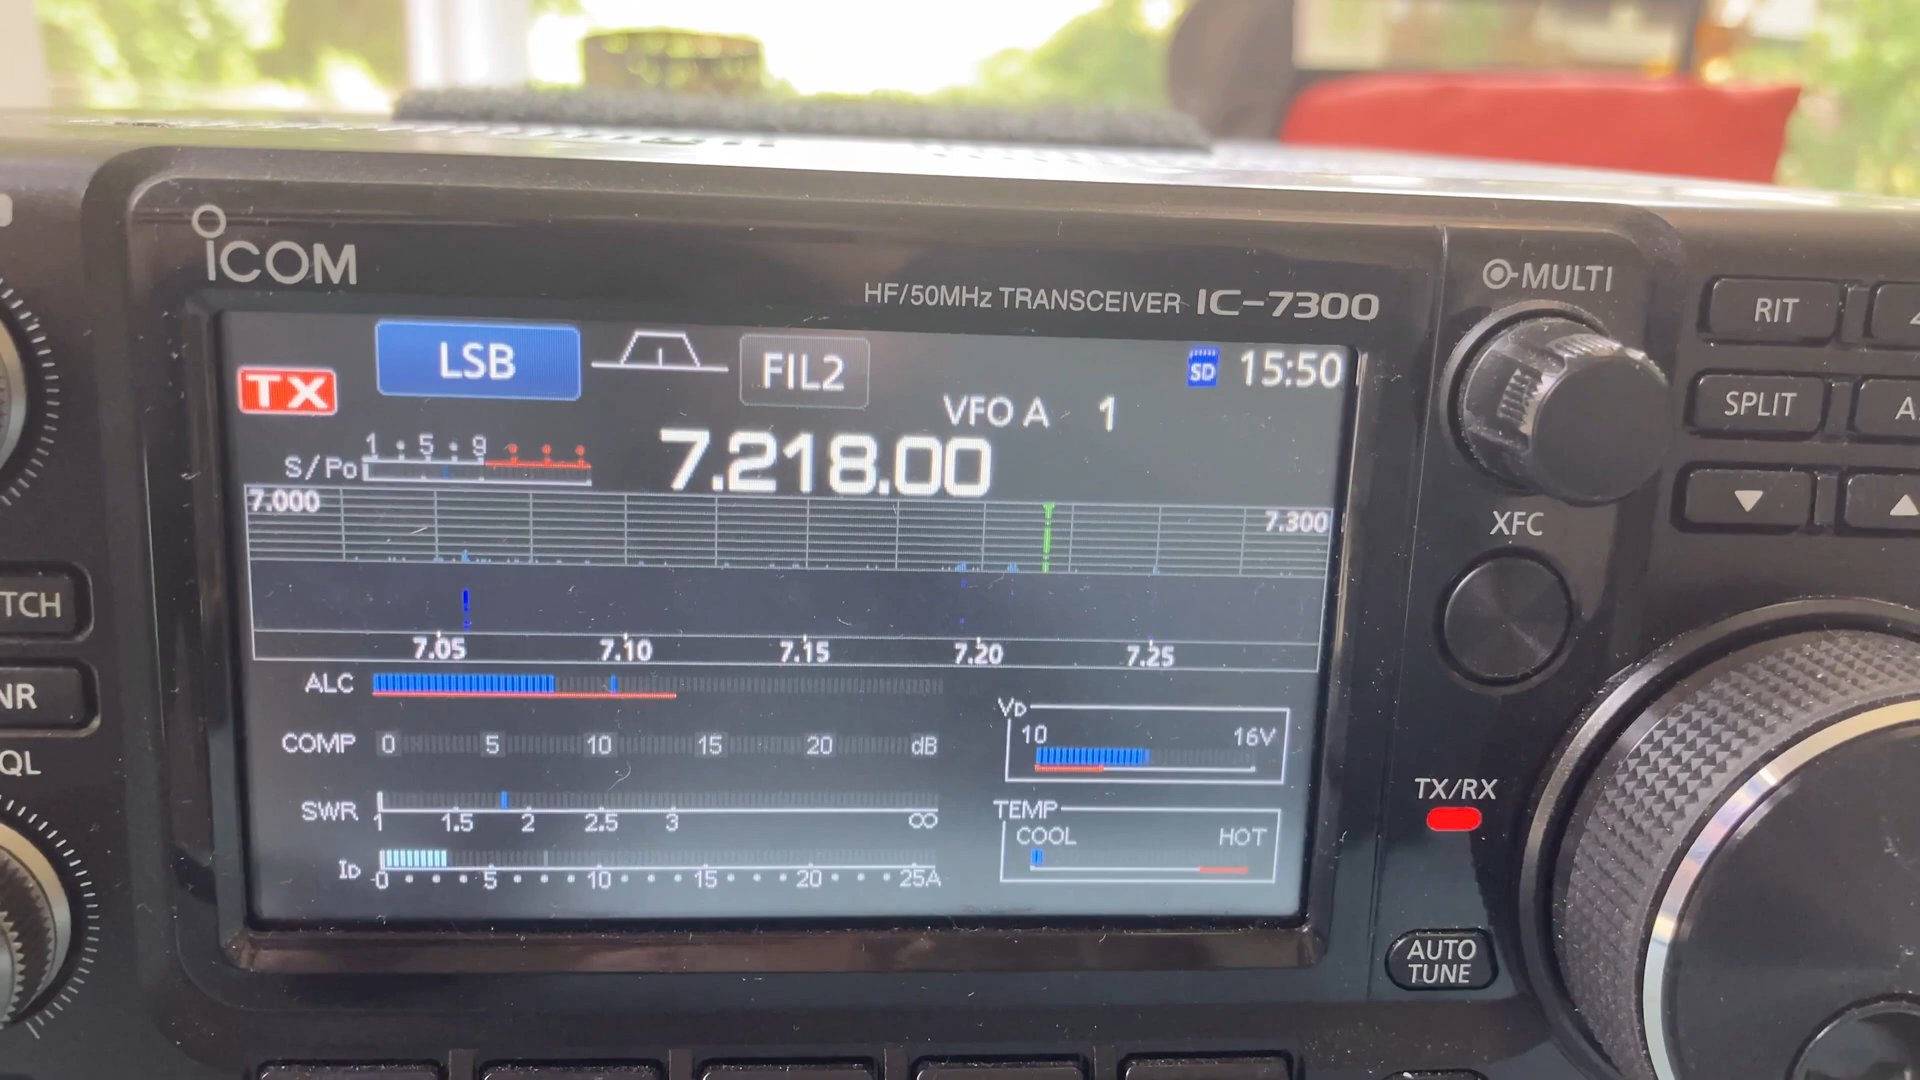 ICOM
HF/50MHz TRANSCEIVER IC-7300
MULTI
RIT
TX
LSB
FIL2
SD
15:50
VFO A 1
SPLIT
S/Po 1 5 9
7.218.00
7.000
7.300
XFC
TCH
7.05 7.10 7.15 7.20 7.25
NR
ALC
VD
10 16V
COMP 0 5 10 15 20 dB
QL
TX/RX
SWR 1 1.5 2 2.5 3 ∞
TEMP
COOL HOT
ID 0 5 10 15 20 25A
AUTO
TUNE